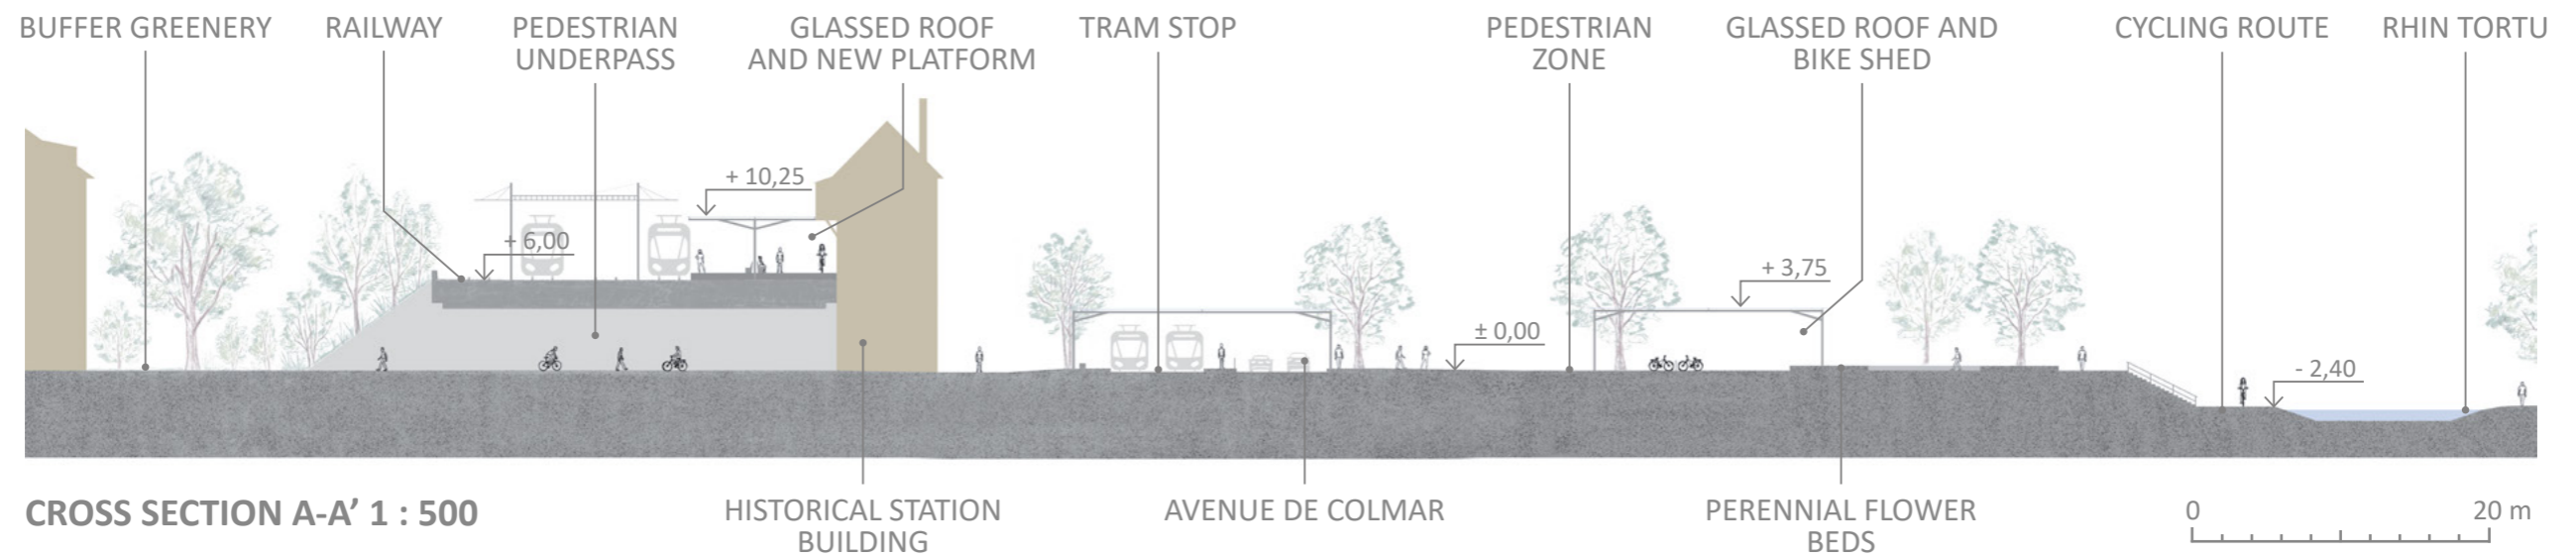 BUFFER GREENERY
RAILWAY
PEDESTRIAN
UNDERPASS
GLASSED ROOF
AND NEW PLATFORM
TRAM STOP
PEDESTRIAN
ZONE
GLASSED ROOF AND
BIKE SHED
CYCLING ROUTE
RHIN TORTU
+ 10,25
+ 6,00
+ 3,75
± 0,00
- 2,40
CROSS SECTION A-A’ 1 : 500
HISTORICAL STATION
BUILDING
AVENUE DE COLMAR
PERENNIAL FLOWER
BEDS
0 20 m